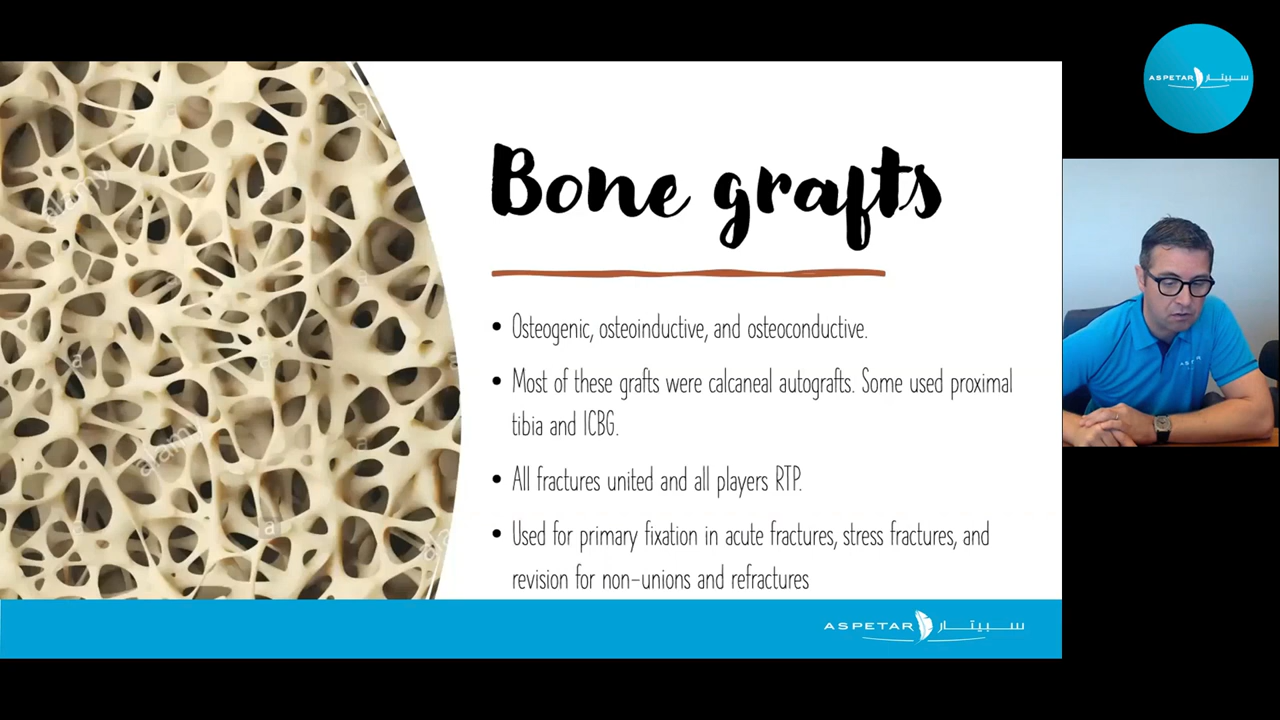 ASPETAR سبيتار
Bone grafts
• Osteogenic, osteoinductive, and osteoconductive.
• Most of these grafts were calcaneal autografts. Some used proximal
tibia and ICBG.
• All fractures united and all players RTP.
• Used for primary fixation in acute fractures, stress fractures, and
revision for non-unions and refractures
alamy
alamy
a
a
a
ASPETAR سبيتار